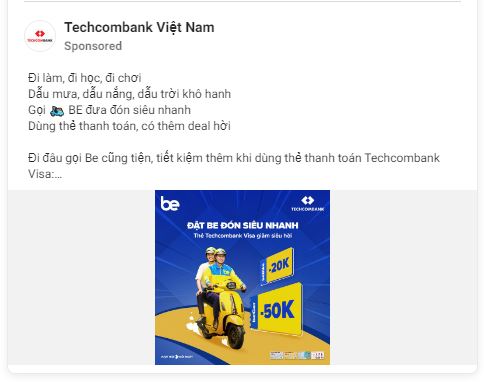 Techcombank Việt Nam
Sponsored
TECHCOMBANK
Đi làm, đi học, đi chơi
Dẫu mưa, dẫu nắng, dẫu trời khô hanh
Gọi 🛵 BE đưa đón siêu nhanh
Dùng thẻ thanh toán, có thêm deal hời
Đi đâu gọi Be cũng tiện, tiết kiệm thêm khi dùng thẻ thanh toán Techcombank
Visa:...
be
TECHCOMBANK
ĐẶT BE ĐÓN SIÊU NHANH
Thẻ Techcombank Visa giảm siêu hời
-20K
-50K